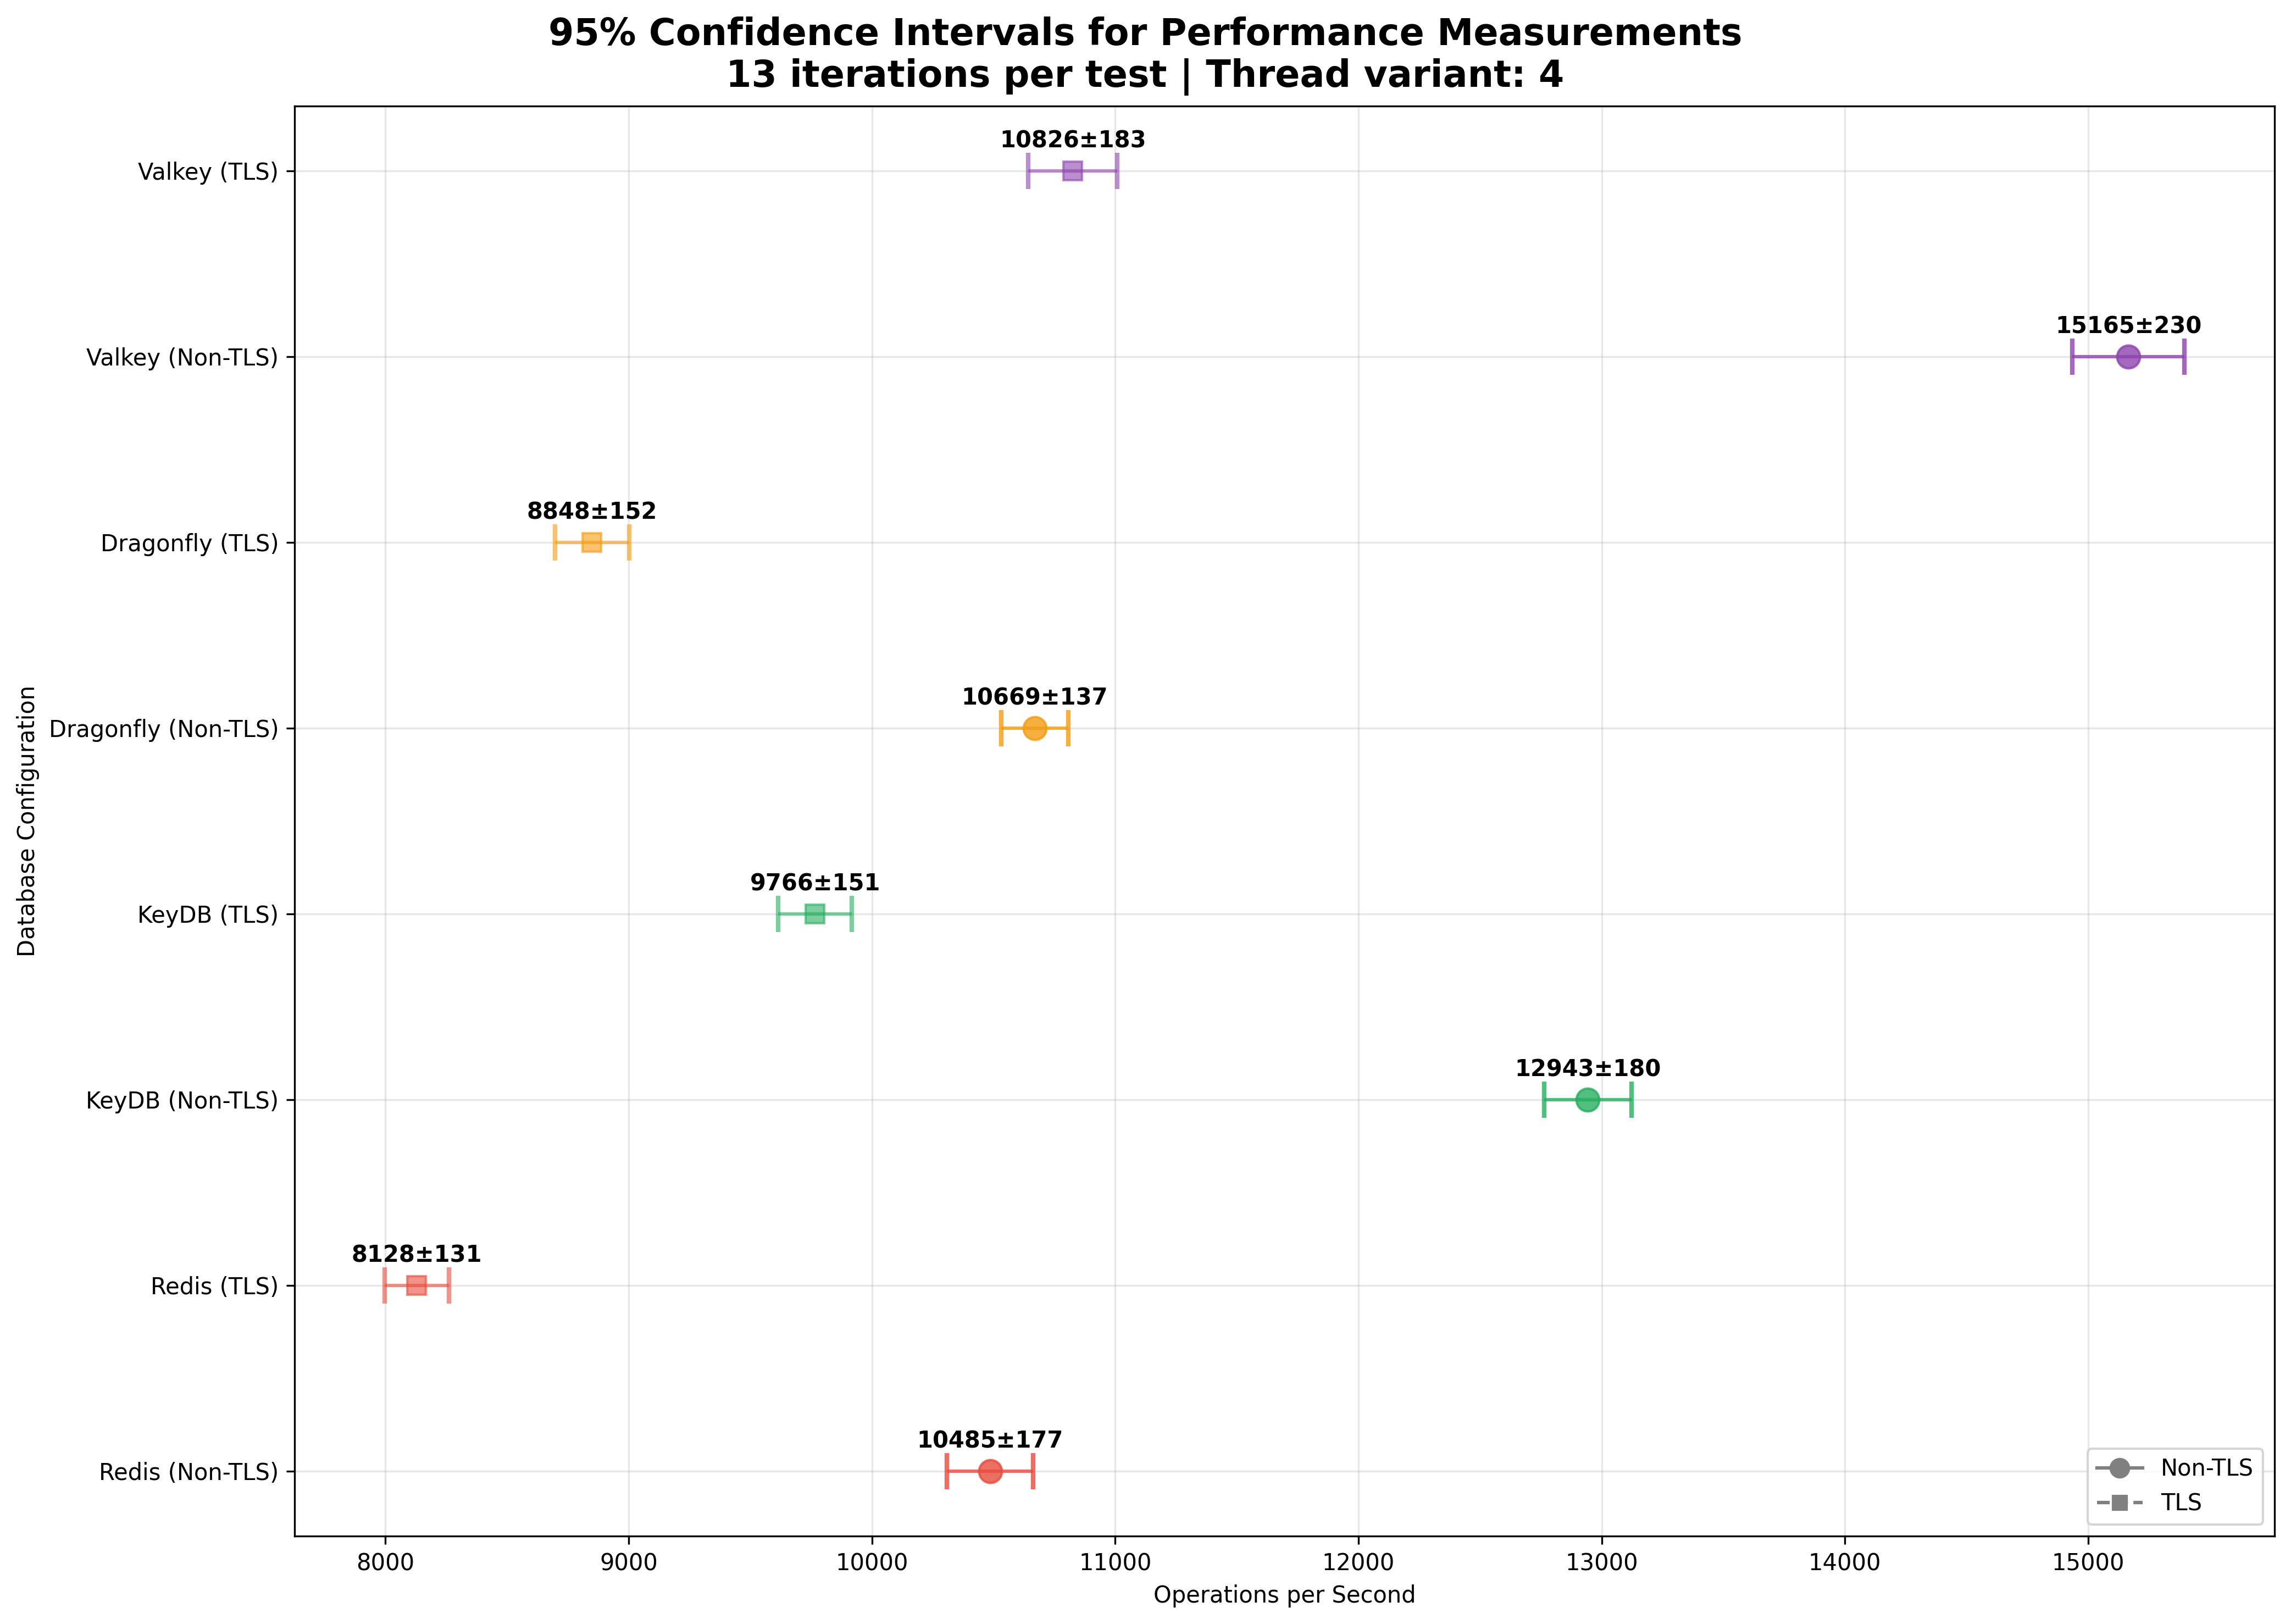 95% Confidence Intervals for Performance Measurements
13 iterations per test | Thread variant: 4
Database Configuration
Valkey (TLS)
10826±183
Valkey (Non-TLS)
15165±230
Dragonfly (TLS)
8848±152
Dragonfly (Non-TLS)
10669±137
KeyDB (TLS)
9766±151
KeyDB (Non-TLS)
12943±180
Redis (TLS)
8128±131
Redis (Non-TLS)
10485±177
Non-TLS
TLS
8000 9000 10000 11000 12000 13000 14000 15000
Operations per Second